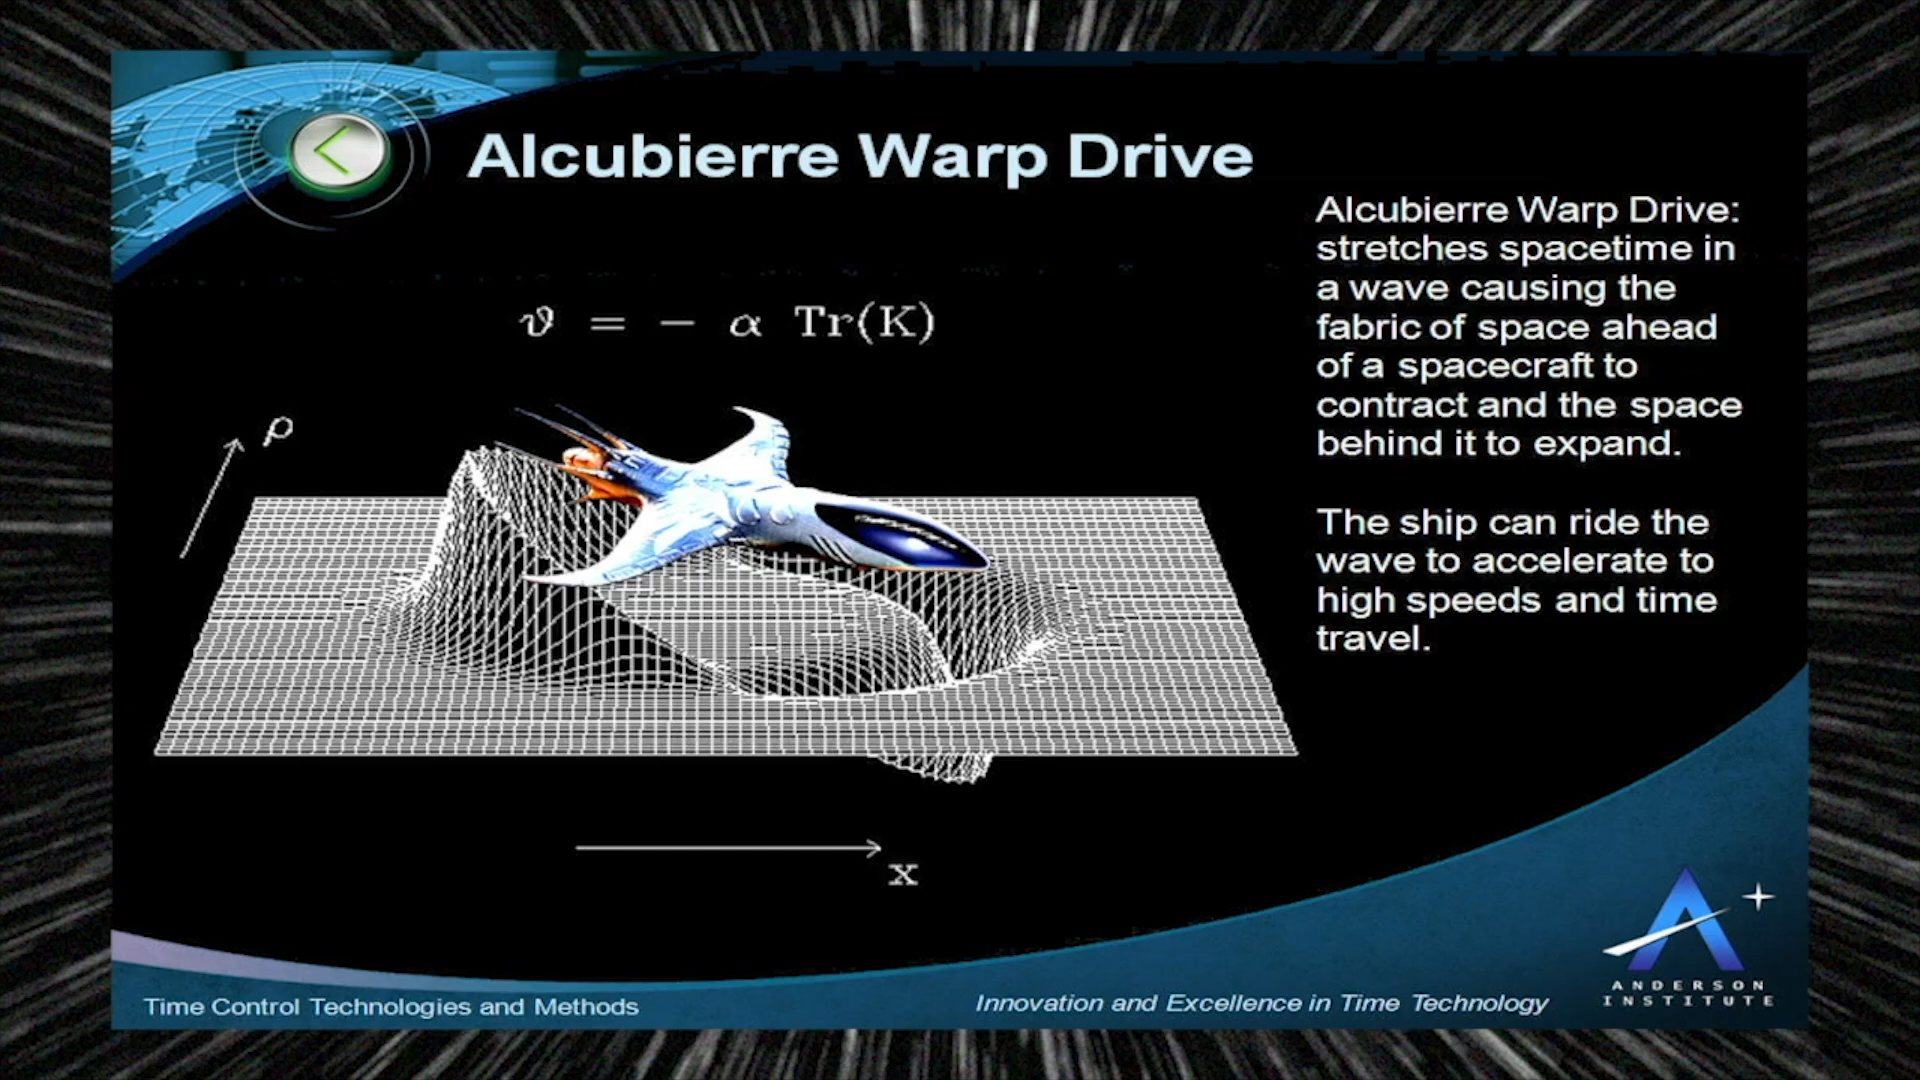 Alcubierre Warp Drive
ϑ = − α Tr(K)
ρ
x
Alcubierre Warp Drive:
stretches spacetime in
a wave causing the
fabric of space ahead
of a spacecraft to
contract and the space
behind it to expand.
The ship can ride the
wave to accelerate to
high speeds and time
travel.
Time Control Technologies and Methods
Innovation and Excellence in Time Technology
ANDERSON
INSTITUTE